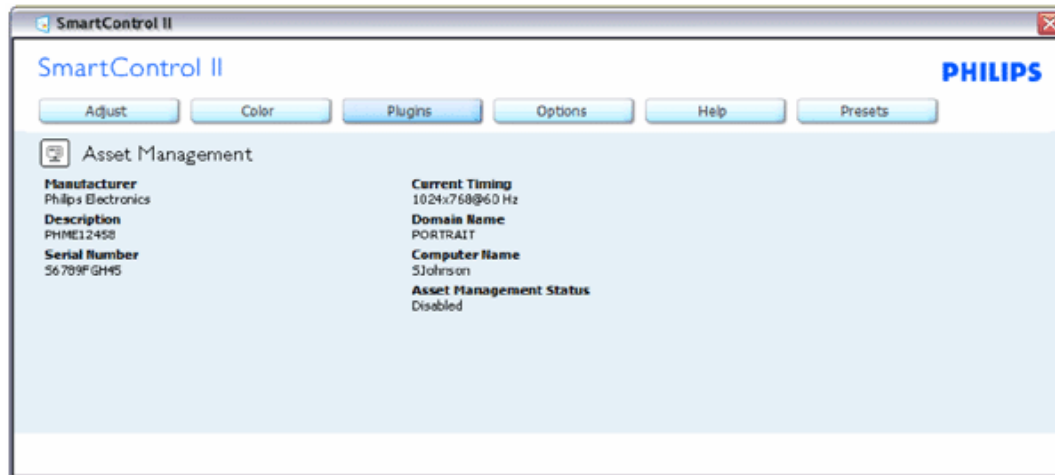 SmartControl II
SmartControl II
PHILIPS
Adjust Color Plugins Options Help Presets
Asset Management
Manufacturer
Philips Electronics
Description
PHME12458
Serial Number
S6789FGH45
Current Timing
1024x768@60 Hz
Domain Name
PORTRAIT
Computer Name
SJohnson
Asset Management Status
Disabled